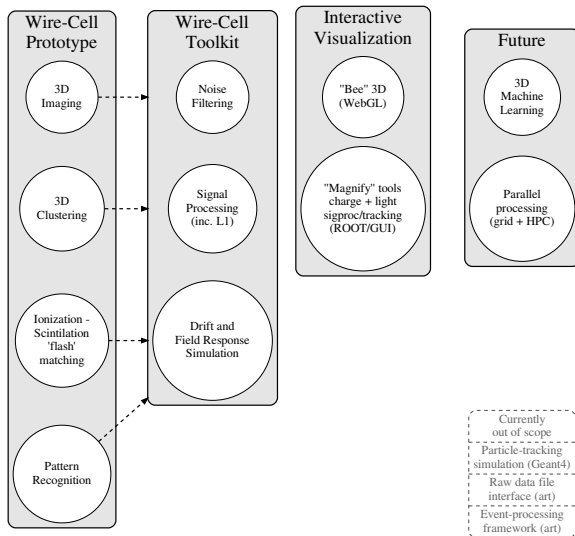 Wire-Cell
Prototype
3D
Imaging
3D
Clustering
Ionization -
Scintilation
'flash'
matching
Pattern
Recognition
Wire-Cell
Toolkit
Noise
Filtering
Signal
Processing
(inc. L1)
Drift and
Field Response
Simulation
Interactive
Visualization
"Bee" 3D
(WebGL)
"Magnify" tools
charge + light
sigproc/tracking
(ROOT/GUI)
Future
3D
Machine
Learning
Parallel
processing
(grid + HPC)
Currently
out of scope
Particle-tracking
simulation (Geant4)
Raw data file
interface (art)
Event-processing
framework (art)